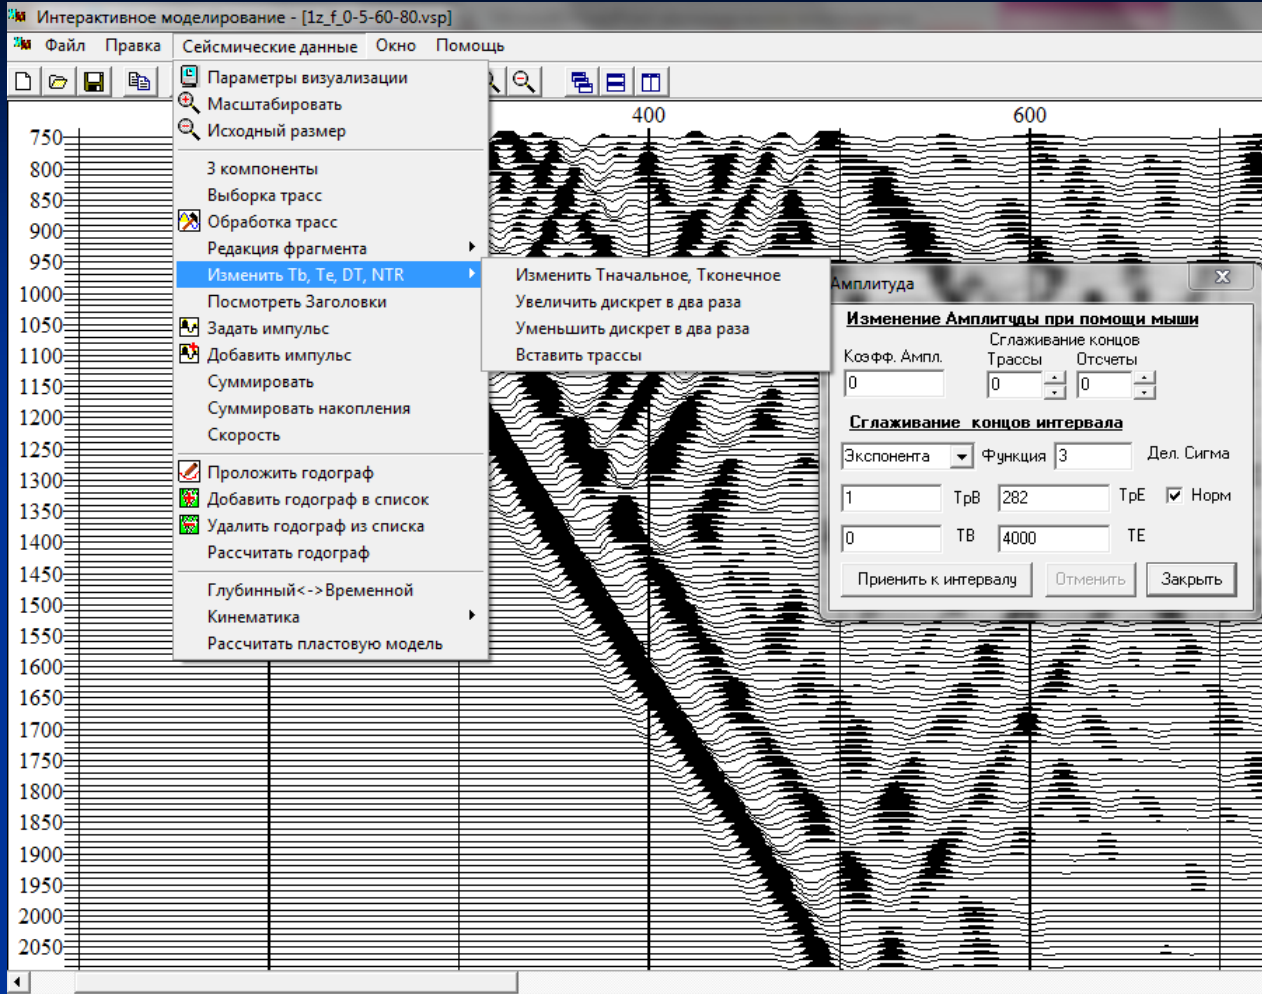 Интерактивное моделирование - [1z_f_0-5-60-80.vsp]
Файл Правка Сейсмические данные Окно Помощь
Параметры визуализации
Масштабировать
Исходный размер
3 компоненты
Выборка трасс
Обработка трасс
Редакция фрагмента
Изменить Tb, Te, DT, NTR
Посмотреть Заголовки
Задать импульс
Добавить импульс
Суммировать
Суммировать накопления
Скорость
Проложить годограф
Добавить годограф в список
Удалить годограф из списка
Рассчитать годограф
Глубинный<->Временной
Кинематика
Рассчитать пластовую модель
Изменить Тначальное, Тконечное
Увеличить дискрет в два раза
Уменьшить дискрет в два раза
Вставить трассы
400 600
750
800
850
900
950
1000
1050
1100
1150
1200
1250
1300
1350
1400
1450
1500
1550
1600
1650
1700
1750
1800
1850
1900
1950
2000
2050
Амплитуда
Изменение Амплитуды при помощи мыши
Сглаживание концов
Коэфф. Ампл. Трассы Отсчеты
0 0 0
Сглаживание концов интервала
Экспонента Функция 3 Дел. Сигма
1 ТрВ 282 ТрЕ Норм
0 ТВ 4000 ТЕ
Приенить к интервалу Отменить Закрыть